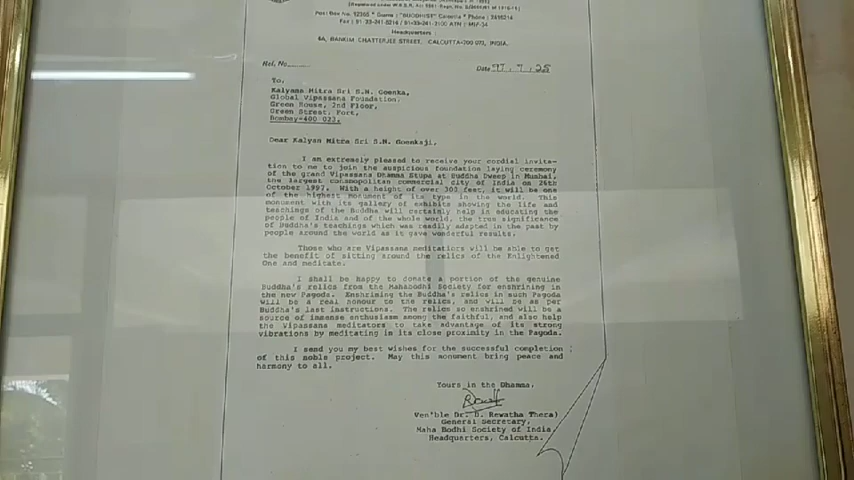 Post Box No. 12365 * Grams : "BUDDHIST" Calcutta * Phone :
Headquarters :
4A, BANKIM CHATTERJEE STREET, CALCUTTA-700 073, INDIA.
Ref. No.
Date
To,
Kalyana Mitra Sri S.N. Goenka,
Global Vipassana Foundation,
Green House, 2nd Floor,
Green Street, Fort,
Bombay-400 023.
Dear Kalyan Mitra Sri S.N. Goenkaji,
I am extremely pleased to receive your cordial invita-
tion to me to join the auspicious foundation laying ceremony
of the grand Vipassana Dhamma Stupa at Buddha Dweep in Mumbai,
the largest cosmopolitan commercial city of India on 26th
October 1997. With a height of over 300 feet, it will be one
of the highest monument of its type in the world. This
monument with its gallery of exhibits showing the life and
teachings of the Buddha will certainly help in educating the
people of India and of the whole world, the true significance
of Buddha's teachings which was readily adapted in the past by
people around the world as it gave wonderful results.
Those who are Vipassana meditators will be able to get
the benefit of sitting around the relics of the Enlightened
One and meditate.
I shall be happy to donate a portion of the genuine
Buddha's relics from the Mahabodhi Society for enshrining in
the new Pagoda. Enshrining the Buddha's relics in such Pagoda
will be a real honour to the relics, and will be as per
Buddha's last instructions. The relics so enshrined will be a
source of immense enthusiasm among the faithful, and also help
the Vipassana meditators to take advantage of its strong
vibrations by meditating in its close proximity in the Pagoda.
I send you my best wishes for the successful completion
of this noble project. May this monument bring peace and
harmony to all.
Yours in the Dhamma,
Ven'ble Dr. D. Rewatha Thera)
General Secretary,
Maha Bodhi Society of India,
Headquarters, Calcutta.